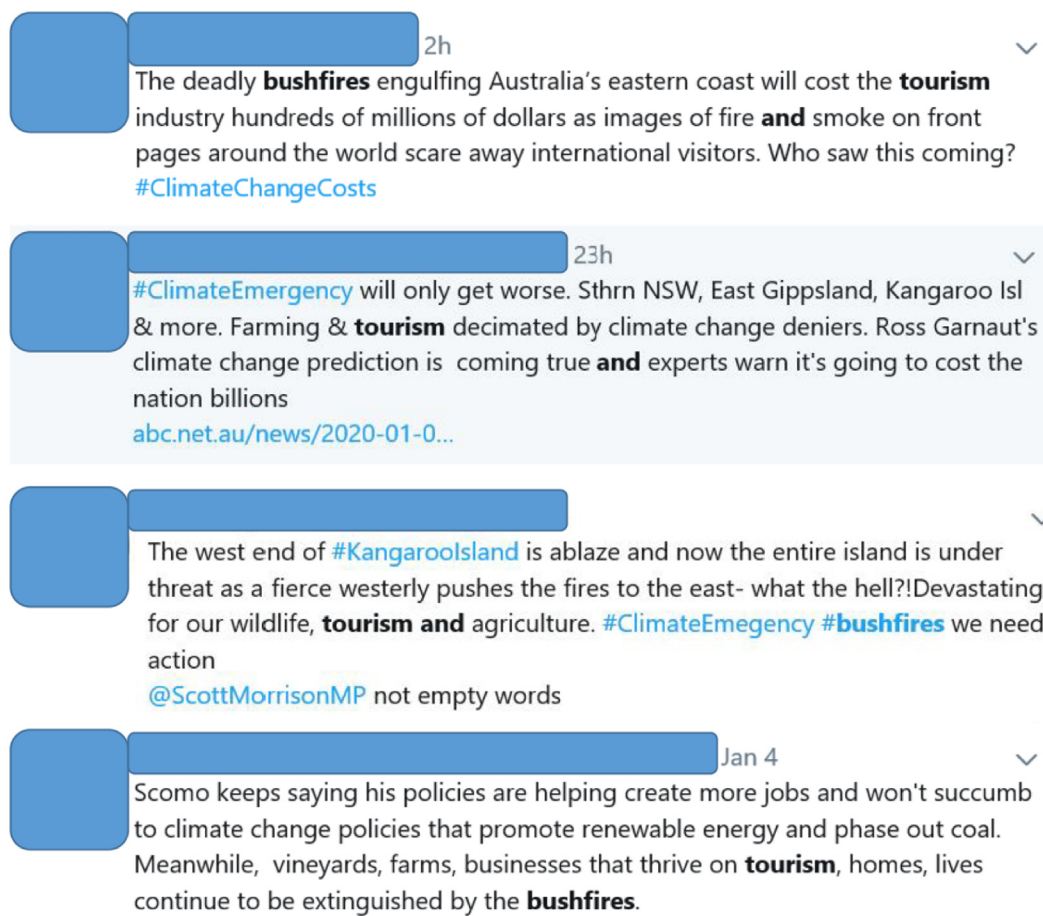 2h
The deadly bushfires engulfing Australia's eastern coast will cost the tourism
industry hundreds of millions of dollars as images of fire and smoke on front
pages around the world scare away international visitors. Who saw this coming?
#ClimateChangeCosts
23h
#ClimateEmergency will only get worse. Sthrn NSW, East Gippsland, Kangaroo Isl
& more. Farming & tourism decimated by climate change deniers. Ross Garnaut's
climate change prediction is coming true and experts warn it's going to cost the
nation billions
abc.net.au/news/2020-01-0...
The west end of #KangarooIsland is ablaze and now the entire island is under
threat as a fierce westerly pushes the fires to the east- what the hell?!Devastating
for our wildlife, tourism and agriculture. #ClimateEmegency #bushfires we need
action
@ScottMorrisonMP not empty words
Jan 4
Scomo keeps saying his policies are helping create more jobs and won't succumb
to climate change policies that promote renewable energy and phase out coal.
Meanwhile, vineyards, farms, businesses that thrive on tourism, homes, lives
continue to be extinguished by the bushfires.